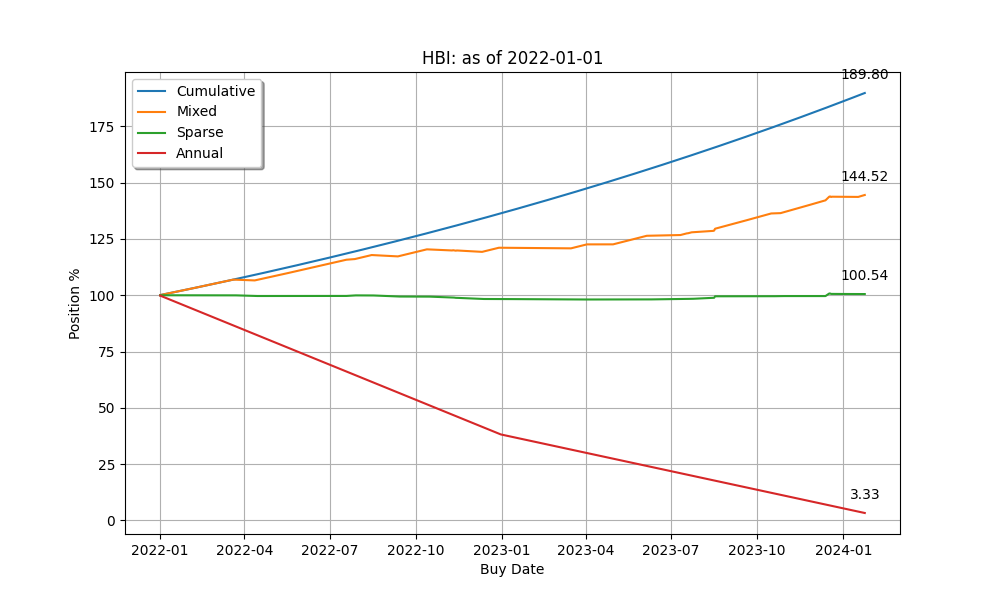 HBI: as of 2022-01-01
Cumulative
Mixed
Sparse
Annual
189.80
144.52
100.54
3.33
175
150
125
100
75
50
25
0
Position %
2022-01 2022-04 2022-07 2022-10 2023-01 2023-04 2023-07 2023-10 2024-01
Buy Date